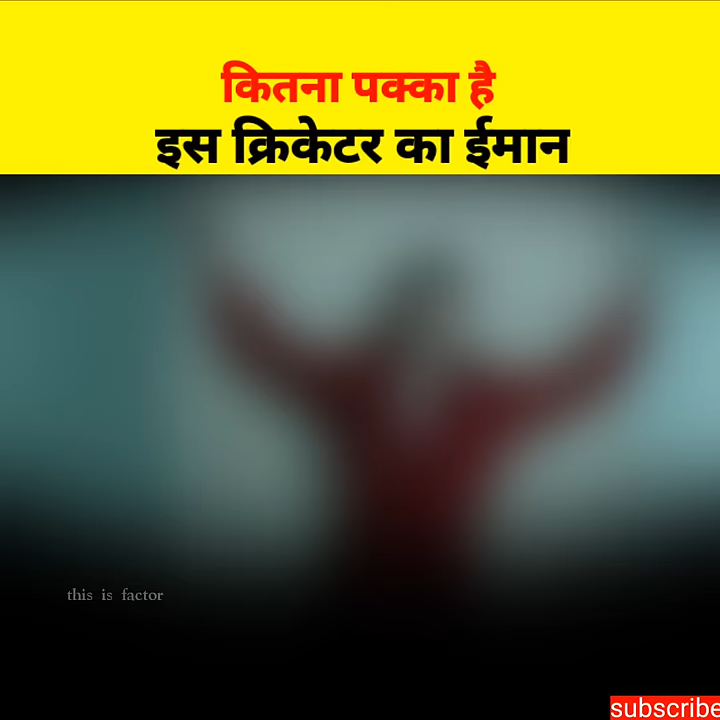 कितना पक्का है
इस क्रिकेटर का ईमान
this is factor
subscribe